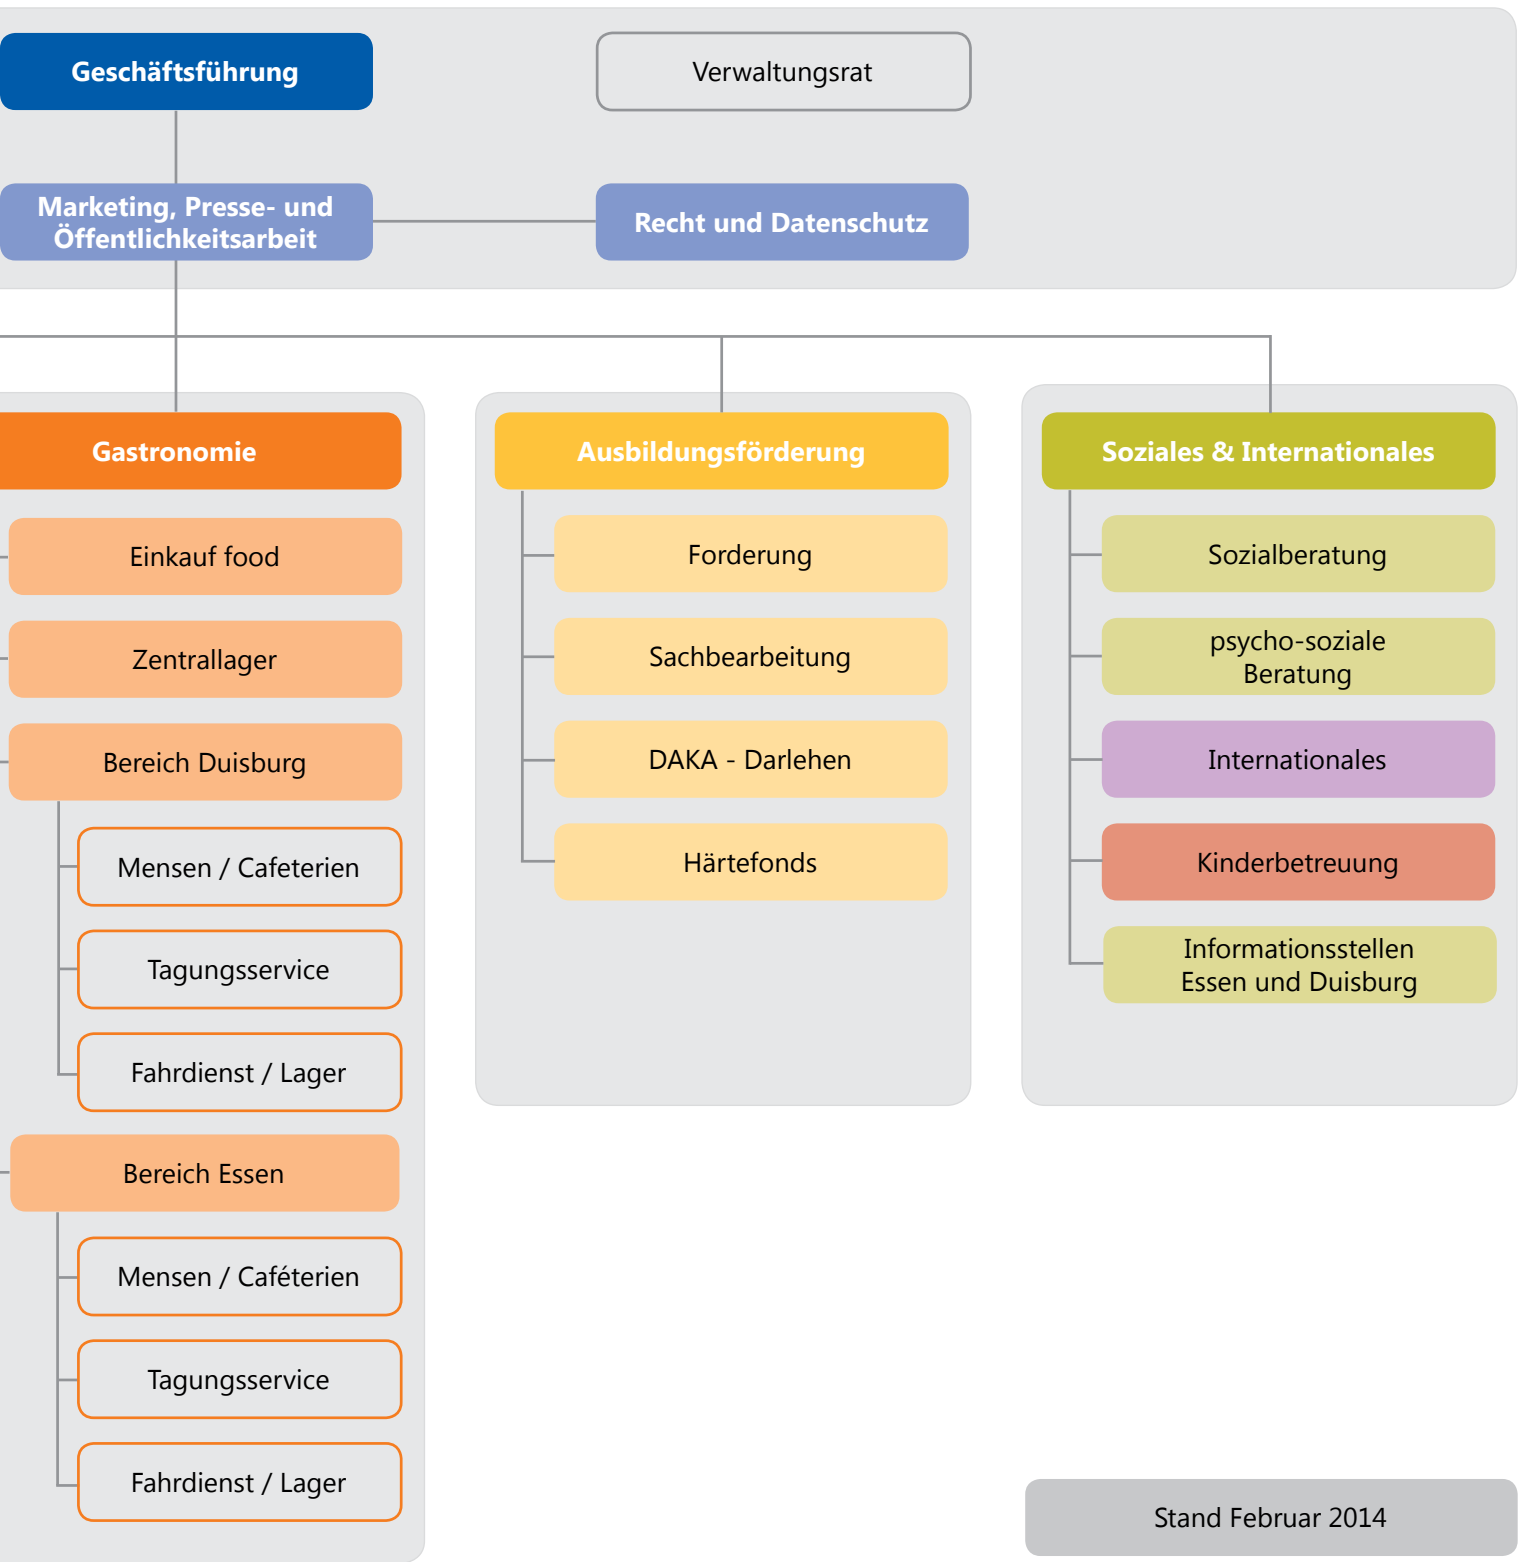 Geschäftsführung
Verwaltungsrat
Marketing, Presse- und
Öffentlichkeitsarbeit
Recht und Datenschutz
Gastronomie
Einkauf food
Zentrallager
Bereich Duisburg
Mensen / Cafeterien
Tagungsservice
Fahrdienst / Lager
Bereich Essen
Mensen / Caféterien
Tagungsservice
Fahrdienst / Lager
Ausbildungsförderung
Forderung
Sachbearbeitung
DAKA - Darlehen
Härtefonds
Soziales & Internationales
Sozialberatung
psycho-soziale
Beratung
Internationales
Kinderbetreuung
Informationsstellen
Essen und Duisburg
Stand Februar 2014